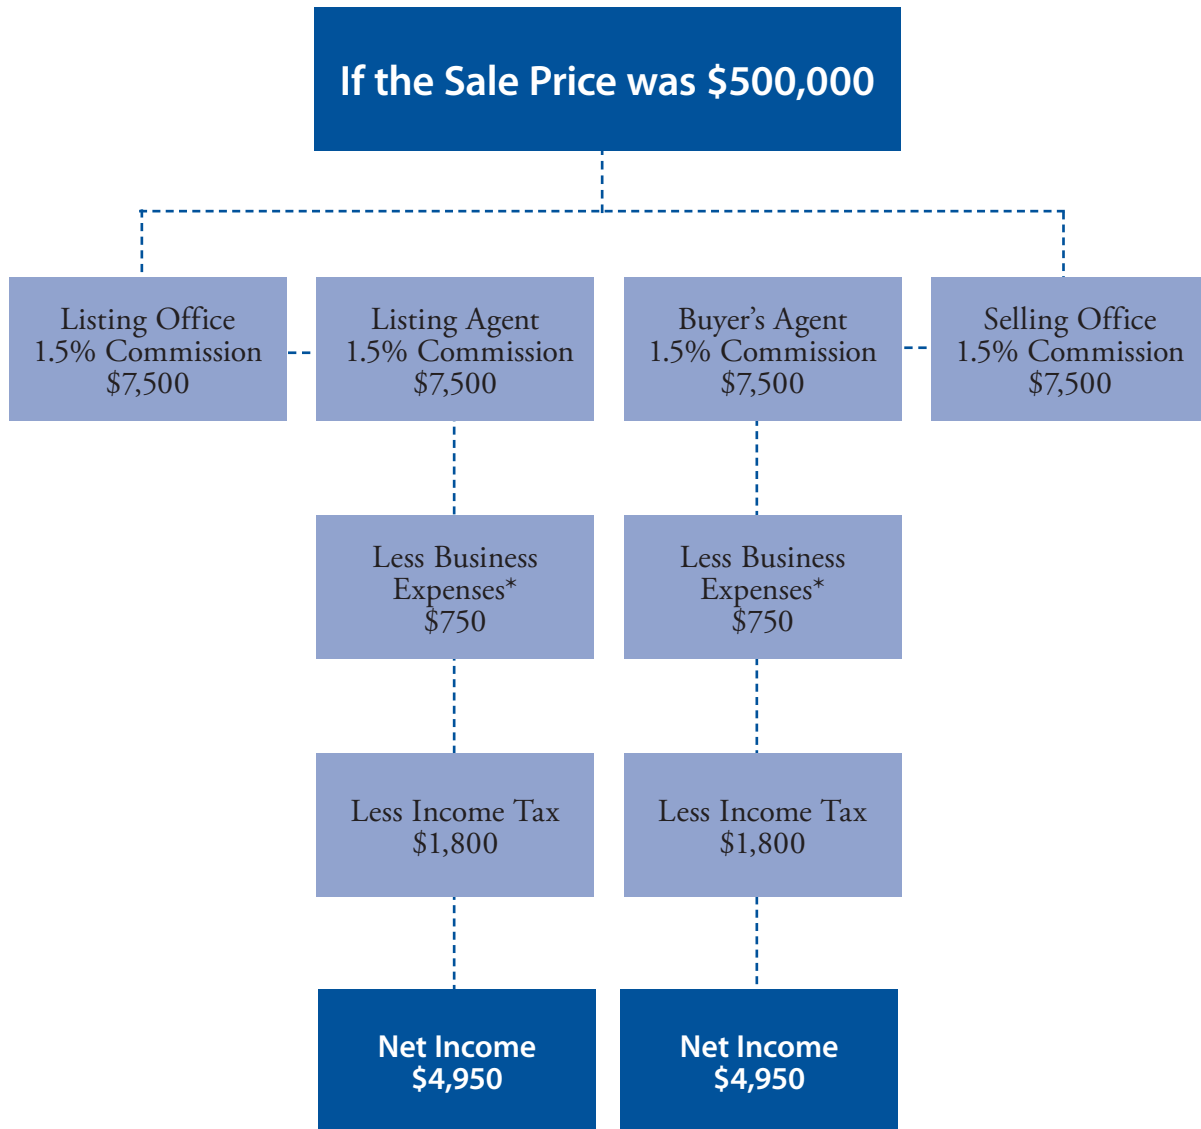 If the Sale Price was $500,000
Listing Office
1.5% Commission
$7,500
Listing Agent
1.5% Commission
$7,500
Buyer’s Agent
1.5% Commission
$7,500
Selling Office
1.5% Commission
$7,500
Less Business
Expenses*
$750
Less Business
Expenses*
$750
Less Income Tax
$1,800
Less Income Tax
$1,800
Net Income
$4,950
Net Income
$4,950